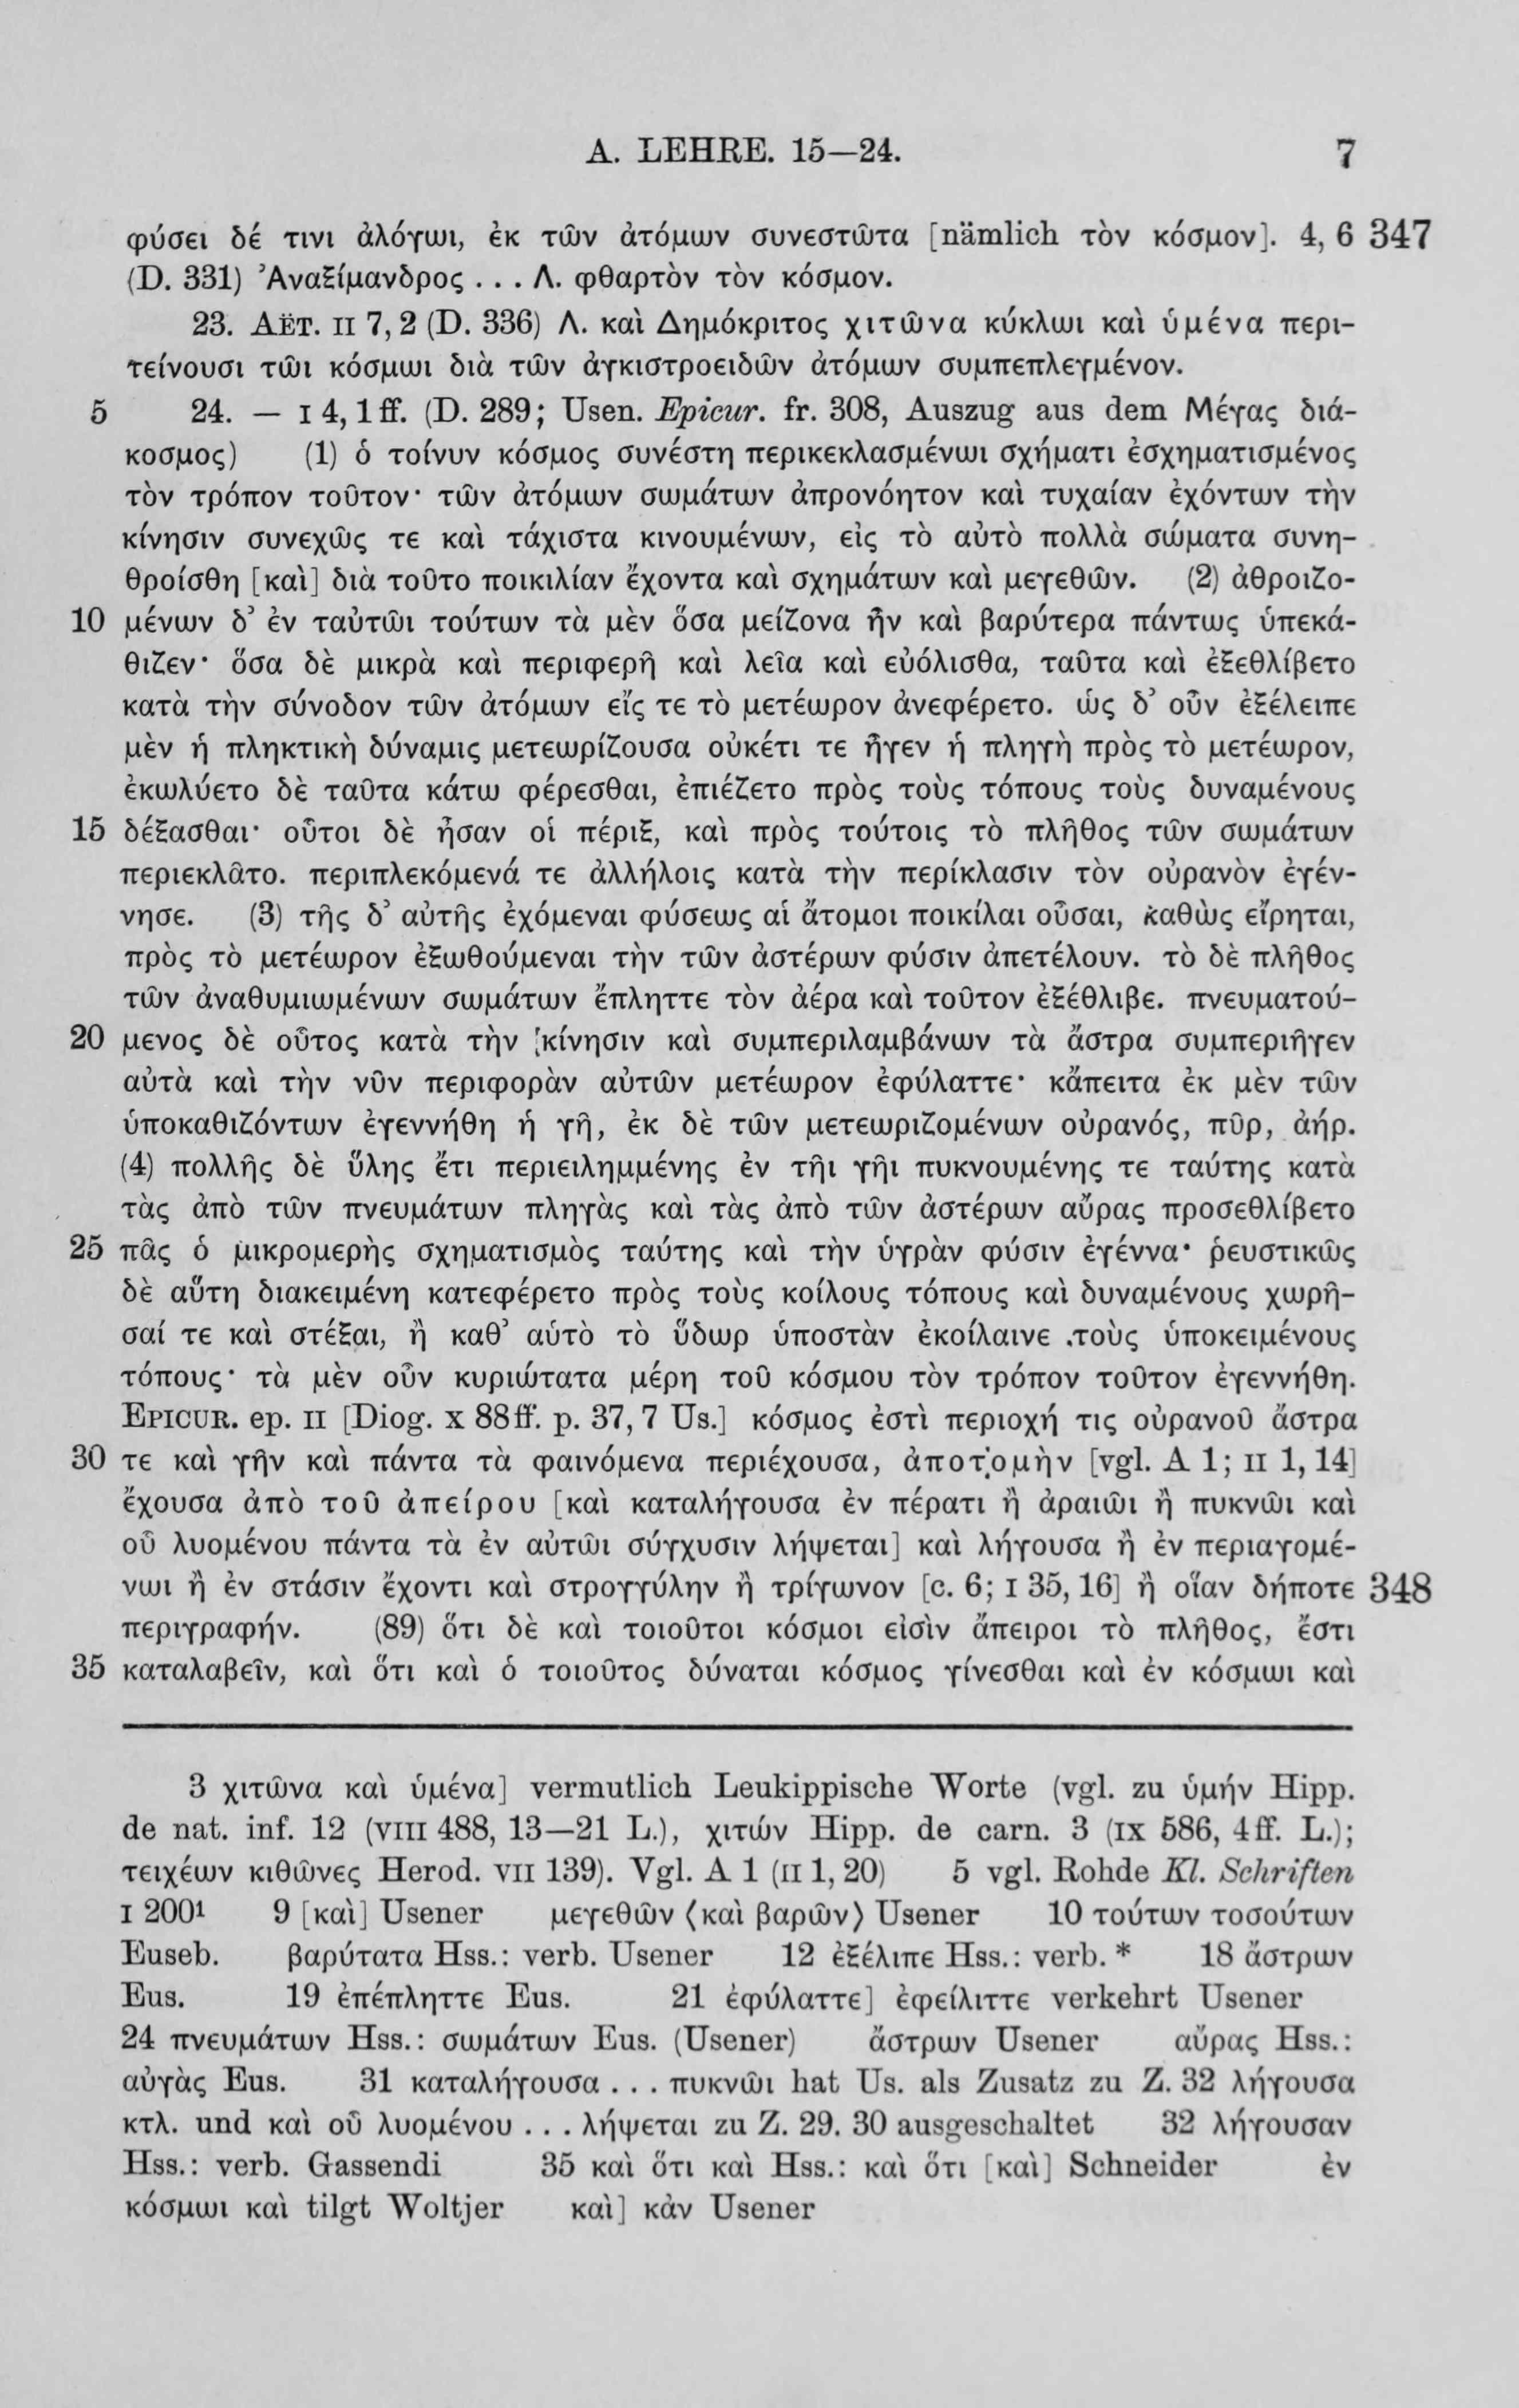 A. LEHRE. 15—24. 7
φύσει δέ τινι ἀλόγωι, ἐκ τῶν ἀτόμων συνεστῶτα [nämlich τὸν κόσμον]. 4, 6 347
(D. 331) Ἀναξίμανδρος . . . Λ. φθαρτὸν τὸν κόσμον.
23. AËT. II 7, 2 (D. 336) Λ. καὶ Δημόκριτος χιτῶνα κύκλωι καὶ ὑμένα περι-
τείνουσι τῶι κόσμωι διὰ τῶν ἀγκιστροειδῶν ἀτόμων συμπεπλεγμένον.
5 24. — I 4, 1 ff. (D. 289; Usen. Epicur. fr. 308, Auszug aus dem Μέγας διά-
κοσμος) (1) ὁ τοίνυν κόσμος συνέστη περικεκλασμένωι σχήματι ἐσχηματισμένος
τὸν τρόπον τοῦτον· τῶν ἀτόμων σωμάτων ἀπρονόητον καὶ τυχαίαν ἐχόντων τὴν
κίνησιν συνεχῶς τε καὶ τάχιστα κινουμένων, εἰς τὸ αὐτὸ πολλὰ σώματα συνη-
θροίσθη [καὶ] διὰ τοῦτο ποικιλίαν ἔχοντα καὶ σχημάτων καὶ μεγεθῶν. (2) ἀθροιζο-
10 μένων δ’ ἐν ταὐτῶι τούτων τὰ μὲν ὅσα μείζονα ἦν καὶ βαρύτερα πάντως ὑπεκά-
θιζεν· ὅσα δὲ μικρὰ καὶ περιφερῆ καὶ λεῖα καὶ εὐόλισθα, ταῦτα καὶ ἐξεθλίβετο
κατὰ τὴν σύνοδον τῶν ἀτόμων εἴς τε τὸ μετέωρον ἀνεφέρετο. ὡς δ’ οὖν ἐξέλειπε
μὲν ἡ πληκτικὴ δύναμις μετεωρίζουσα οὐκέτι τε ἦγεν ἡ πληγὴ πρὸς τὸ μετέωρον,
ἐκωλύετο δὲ ταῦτα κάτω φέρεσθαι, ἐπιέζετο πρὸς τοὺς τόπους τοὺς δυναμένους
15 δέξασθαι· οὗτοι δὲ ἦσαν οἱ πέριξ, καὶ πρὸς τούτοις τὸ πλῆθος τῶν σωμάτων
περιεκλᾶτο. περιπλεκόμενά τε ἀλλήλοις κατὰ τὴν περίκλασιν τὸν οὐρανὸν ἐγέν-
νησε. (3) τῆς δ’ αὐτῆς ἐχόμεναι φύσεως αἱ ἄτομοι ποικίλαι οὖσαι, καθὼς εἴρηται,
πρὸς τὸ μετέωρον ἐξωθούμεναι τὴν τῶν ἀστέρων φύσιν ἀπετέλουν. τὸ δὲ πλῆθος
τῶν ἀναθυμιωμένων σωμάτων ἔπληττε τὸν ἀέρα καὶ τοῦτον ἐξέθλιβε. πνευματού-
20 μενος δὲ οὗτος κατὰ τὴν κίνησιν καὶ συμπεριλαμβάνων τὰ ἄστρα συμπεριῆγεν
αὐτὰ καὶ τὴν νῦν περιφορὰν αὐτῶν μετέωρον ἐφύλαττε· κἄπειτα ἐκ μὲν τῶν
ὑποκαθιζόντων ἐγεννήθη ἡ γῆ, ἐκ δὲ τῶν μετεωριζομένων οὐρανός, πῦρ, ἀήρ.
(4) πολλῆς δὲ ὕλης ἔτι περιειλημμένης ἐν τῆι γῆι πυκνουμένης τε ταύτης κατὰ
τὰς ἀπὸ τῶν πνευμάτων πληγὰς καὶ τὰς ἀπὸ τῶν ἀστέρων αὔρας προσεθλίβετο
25 πᾶς ὁ μικρομερὴς σχηματισμὸς ταύτης καὶ τὴν ὑγρὰν φύσιν ἐγέννα· ῥευστικῶς
δὲ αὕτη διακειμένη κατεφέρετο πρὸς τοὺς κοίλους τόπους καὶ δυναμένους χωρῆ-
σαί τε καὶ στέξαι, ἢ καθ’ αὑτὸ τὸ ὕδωρ ὑποστὰν ἐκοίλαινε τοὺς ὑποκειμένους
τόπους· τὰ μὲν οὖν κυριώτατα μέρη τοῦ κόσμου τὸν τρόπον τοῦτον ἐγεννήθη.
EPICUR. ep. II [Diog. X 88 ff. p. 37, 7 Us.] κόσμος ἐστὶ περιοχή τις οὐρανοῦ ἄστρα
30 τε καὶ γῆν καὶ πάντα τὰ φαινόμενα περιέχουσα, ἀποτομὴν [vgl. A 1; II 1, 14]
ἔχουσα ἀπὸ τοῦ ἀπείρου [καὶ καταλήγουσα ἐν πέρατι ἢ ἀραιῶι ἢ πυκνῶι καὶ
οὗ λυομένου πάντα τὰ ἐν αὐτῶι σύγχυσιν λήψεται] καὶ λήγουσα ἢ ἐν περιαγομέ-
νωι ἢ ἐν στάσιν ἔχοντι καὶ στρογγύλην ἢ τρίγωνον [c. 6; I 35, 16] ἢ οἵαν δήποτε 348
περιγραφήν. (89) ὅτι δὲ καὶ τοιοῦτοι κόσμοι εἰσὶν ἄπειροι τὸ πλῆθος, ἔστι
35 καταλαβεῖν, καὶ ὅτι καὶ ὁ τοιοῦτος δύναται κόσμος γίνεσθαι καὶ ἐν κόσμωι καὶ
3 χιτῶνα καὶ ὑμένα] vermutlich Leukippische Worte (vgl. zu ὑμήν Hipp.
de nat. inf. 12 (VIII 488, 13—21 L.), χιτών Hipp. de carn. 3 (IX 586, 4 ff. L.);
τειχέων κιθῶνες Herod. VII 139). Vgl. A 1 (II 1, 20) 5 vgl. Rohde Kl. Schriften
I 200¹ 9 [καὶ] Usener μεγεθῶν ⟨καὶ βαρῶν⟩ Usener 10 τούτων τοσούτων
Euseb. βαρύτατα Hss.: verb. Usener 12 ἐξέλιπε Hss.: verb. * 18 ἄστρων
Eus. 19 ἐπέπληττε Eus. 21 ἐφύλαττε] ἐφείλιττε verkehrt Usener
24 πνευμάτων Hss.: σωμάτων Eus. (Usener) ἄστρων Usener αὔρας Hss.:
αὐγὰς Eus. 31 καταλήγουσα . . . πυκνῶι hat Us. als Zusatz zu Z. 32 λήγουσα
κτλ. und καὶ οὗ λυομένου . . . λήψεται zu Z. 29. 30 ausgeschaltet 32 λήγουσαν
Hss.: verb. Gassendi 35 καὶ ὅτι καὶ Hss.: καὶ ὅτι [καὶ] Schneider ἐν
κόσμωι καὶ tilgt Woltjer καὶ] κἀν Usener